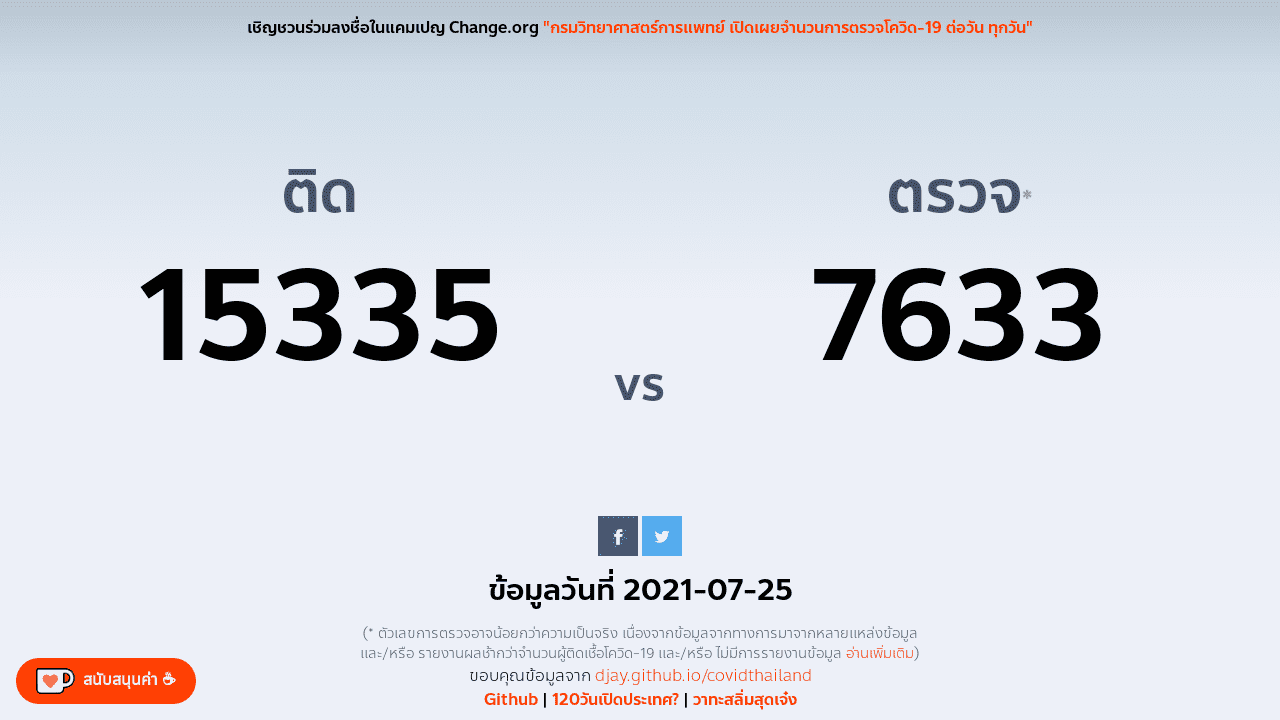 เชิญชวนร่วมลงชื่อในแคมเปญ Change.org "กรมวิทยาศาสตร์การแพทย์ เปิดเผยจำนวนการตรวจโควิด-19 ต่อวัน ทุกวัน"
ติด
ตรวจ*
15335
7633
vs
ข้อมูลวันที่ 2021-07-25
(* ตัวเลขการตรวจอาจน้อยกว่าความเป็นจริง เนื่องจากข้อมูลจากทางการมาจากหลายแหล่งข้อมูล
และ/หรือ รายงานผลช้ากว่าจำนวนผู้ติดเชื้อโควิด-19 และ/หรือ ไม่มีการรายงานข้อมูล อ่านเพิ่มเติม)
ขอบคุณข้อมูลจาก djay.github.io/covidthailand
Github | 120วันเปิดประเทศ? | วาทะสลิ่มสุดเจ๋ง
สนับสนุนค่า ☕